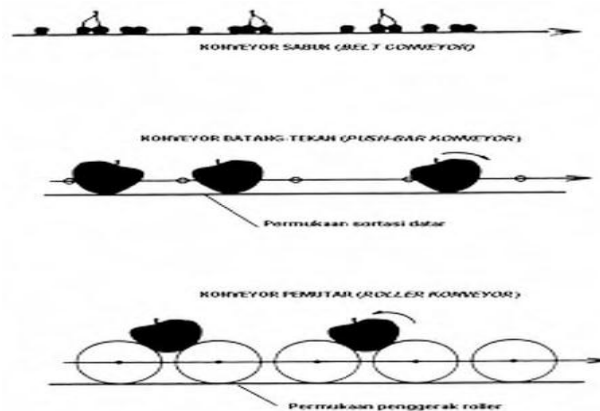 KONVEYOR SABUK (BELT CONVEYOR)
KONVEYOR BATANG-TEKAN (PUSH-BAR KONVEYOR)
Permukaan sortasi datar
KONVEYOR PEMUTAR (ROLLER KONVEYOR)
Permukaan penggerak roller